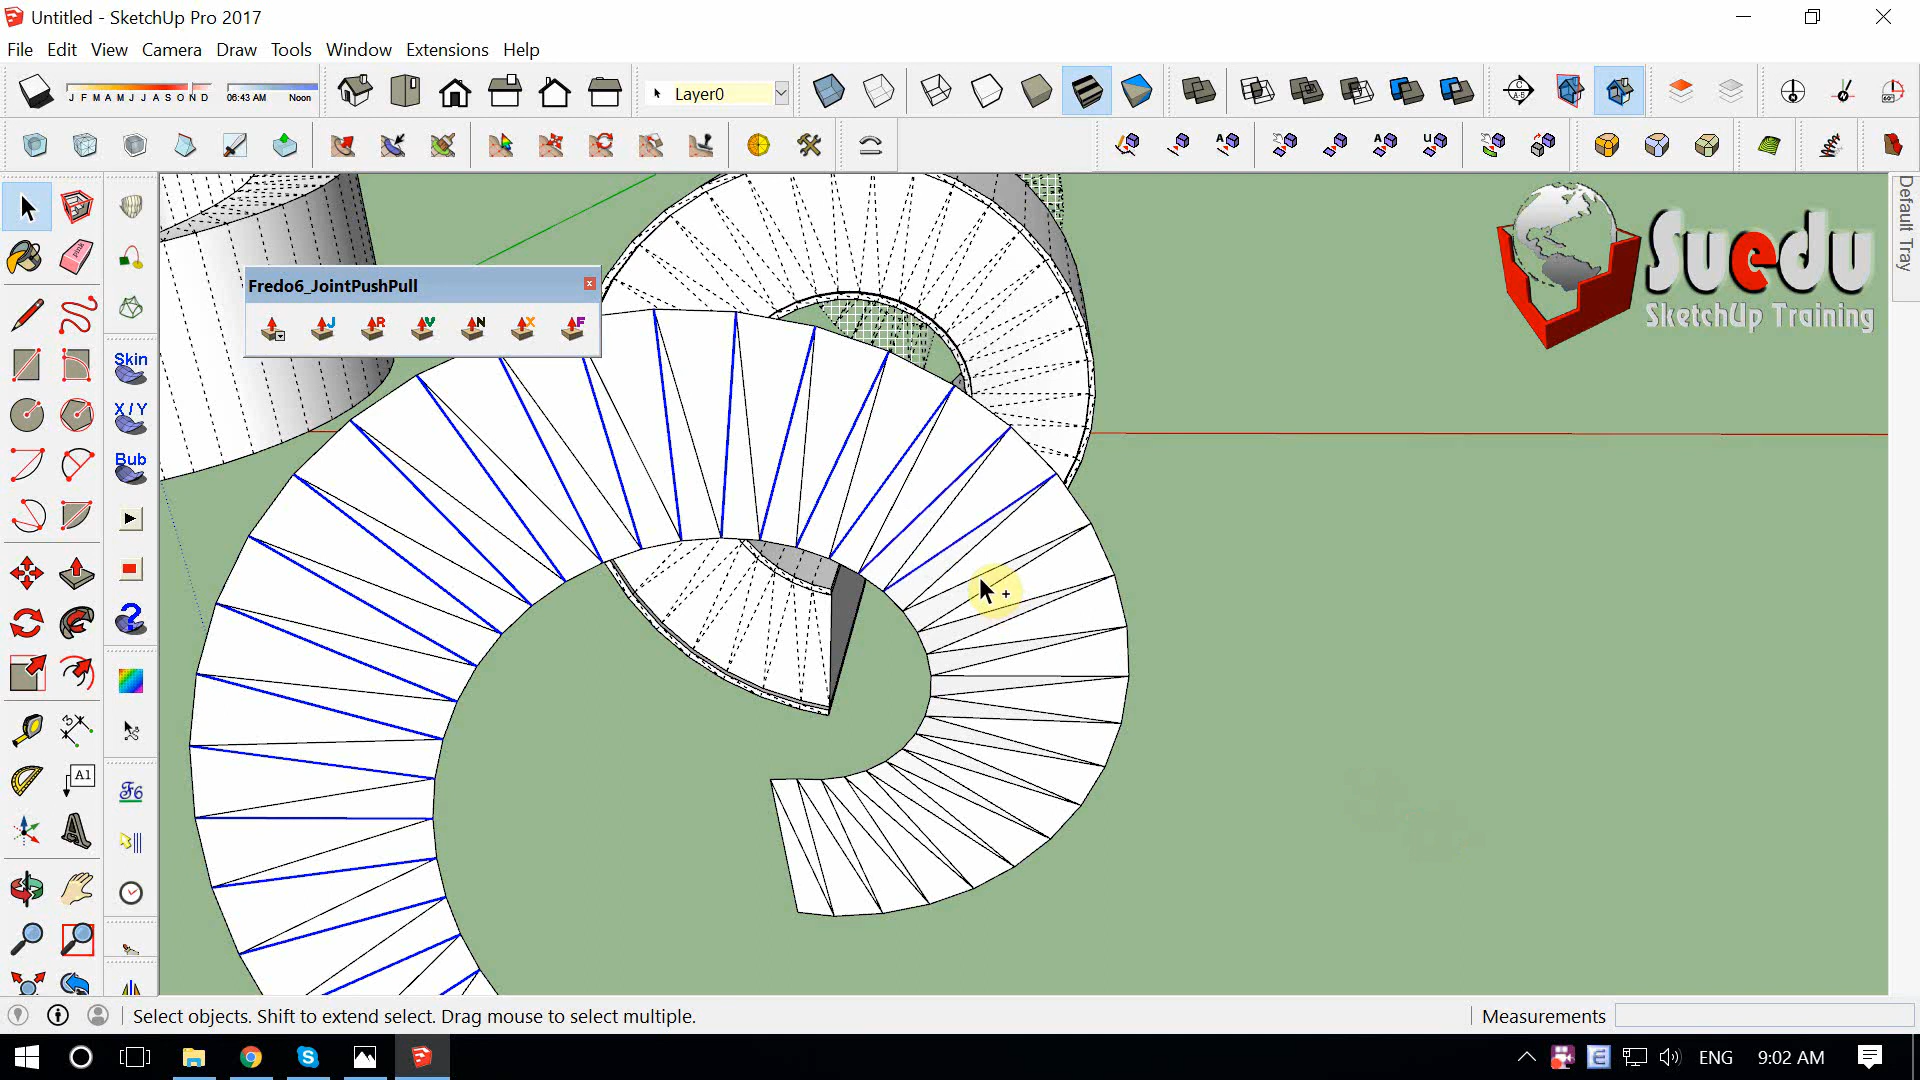 Untitled - SketchUp Pro 2017
File Edit View Camera Draw Tools Window Extensions Help
J F M A M J J A S O N D 06:43 AM Noon Layer0
Default Tray
Suedu
SketchUp Training
Fredo6_JointPushPull
J R V N X F
Skin
X/Y
Bub
A1
F6
Select objects. Shift to extend select. Drag mouse to select multiple.
Measurements
ENG 9:02 AM